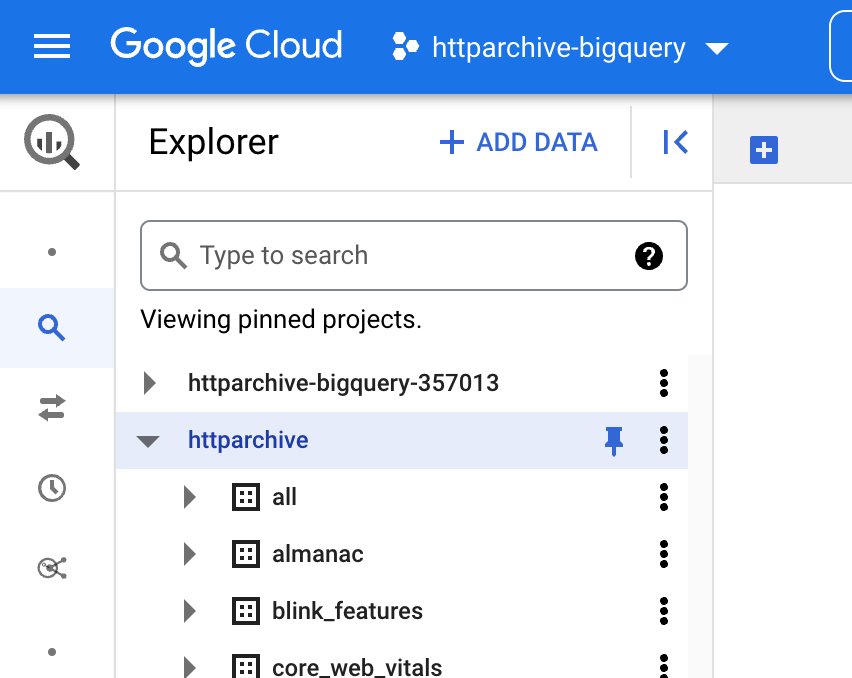 Google Cloud httparchive-bigquery
Explorer ADD DATA
Type to search ?
Viewing pinned projects.
httparchive-bigquery-357013
httparchive
all
almanac
blink_features
core_web_vitals